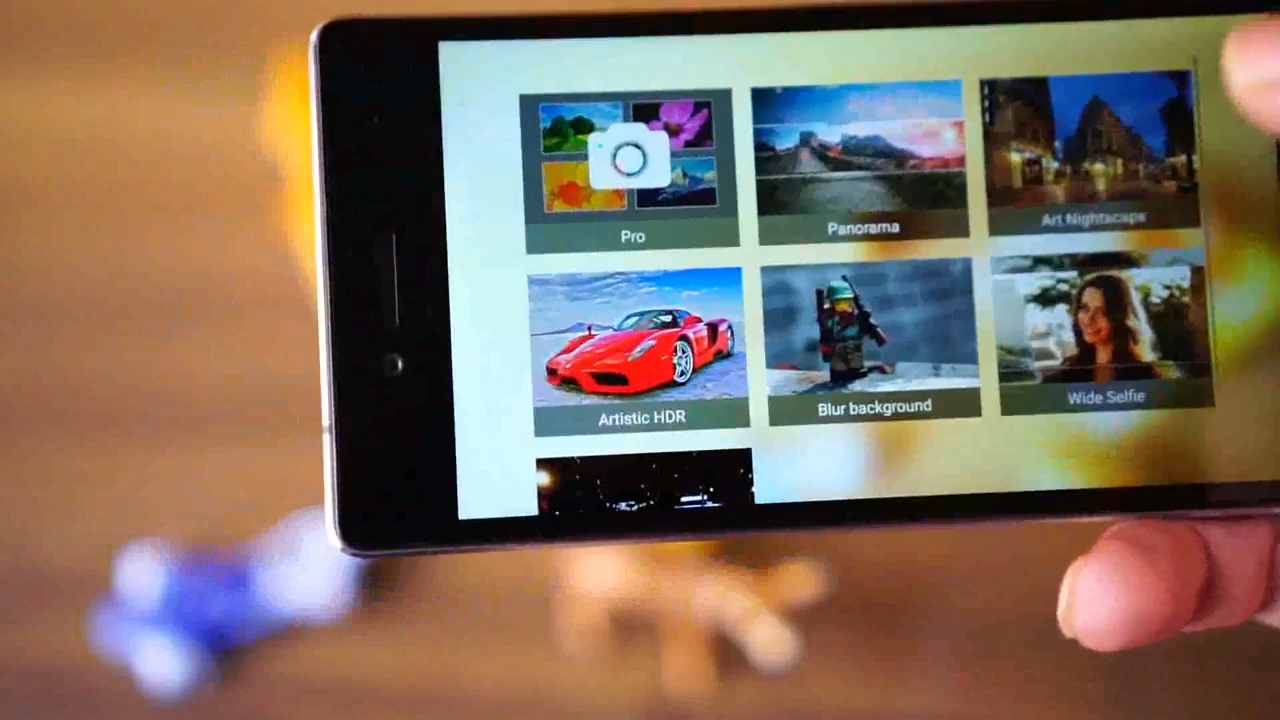 Pro
Panorama
Art Nightscape
Artistic HDR
Blur background
Wide Selfie